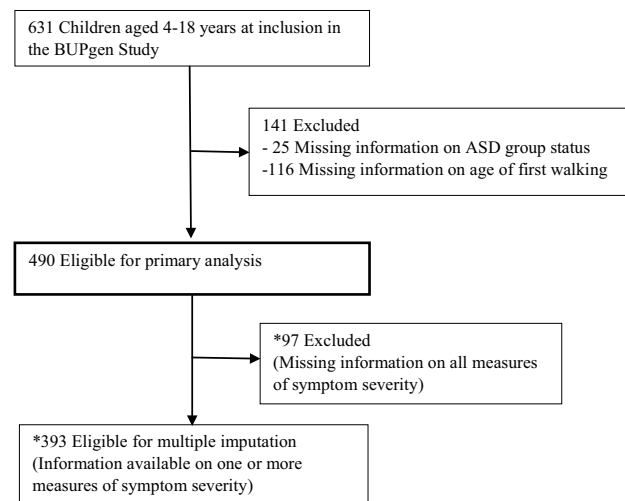 631 Children aged 4-18 years at inclusion in
the BUPgen Study
141 Excluded
- 25 Missing information on ASD group status
-116 Missing information on age of first walking
490 Eligible for primary analysis
*97 Excluded
(Missing information on all measures
of symptom severity)
*393 Eligible for multiple imputation
(Information available on one or more
measures of symptom severity)